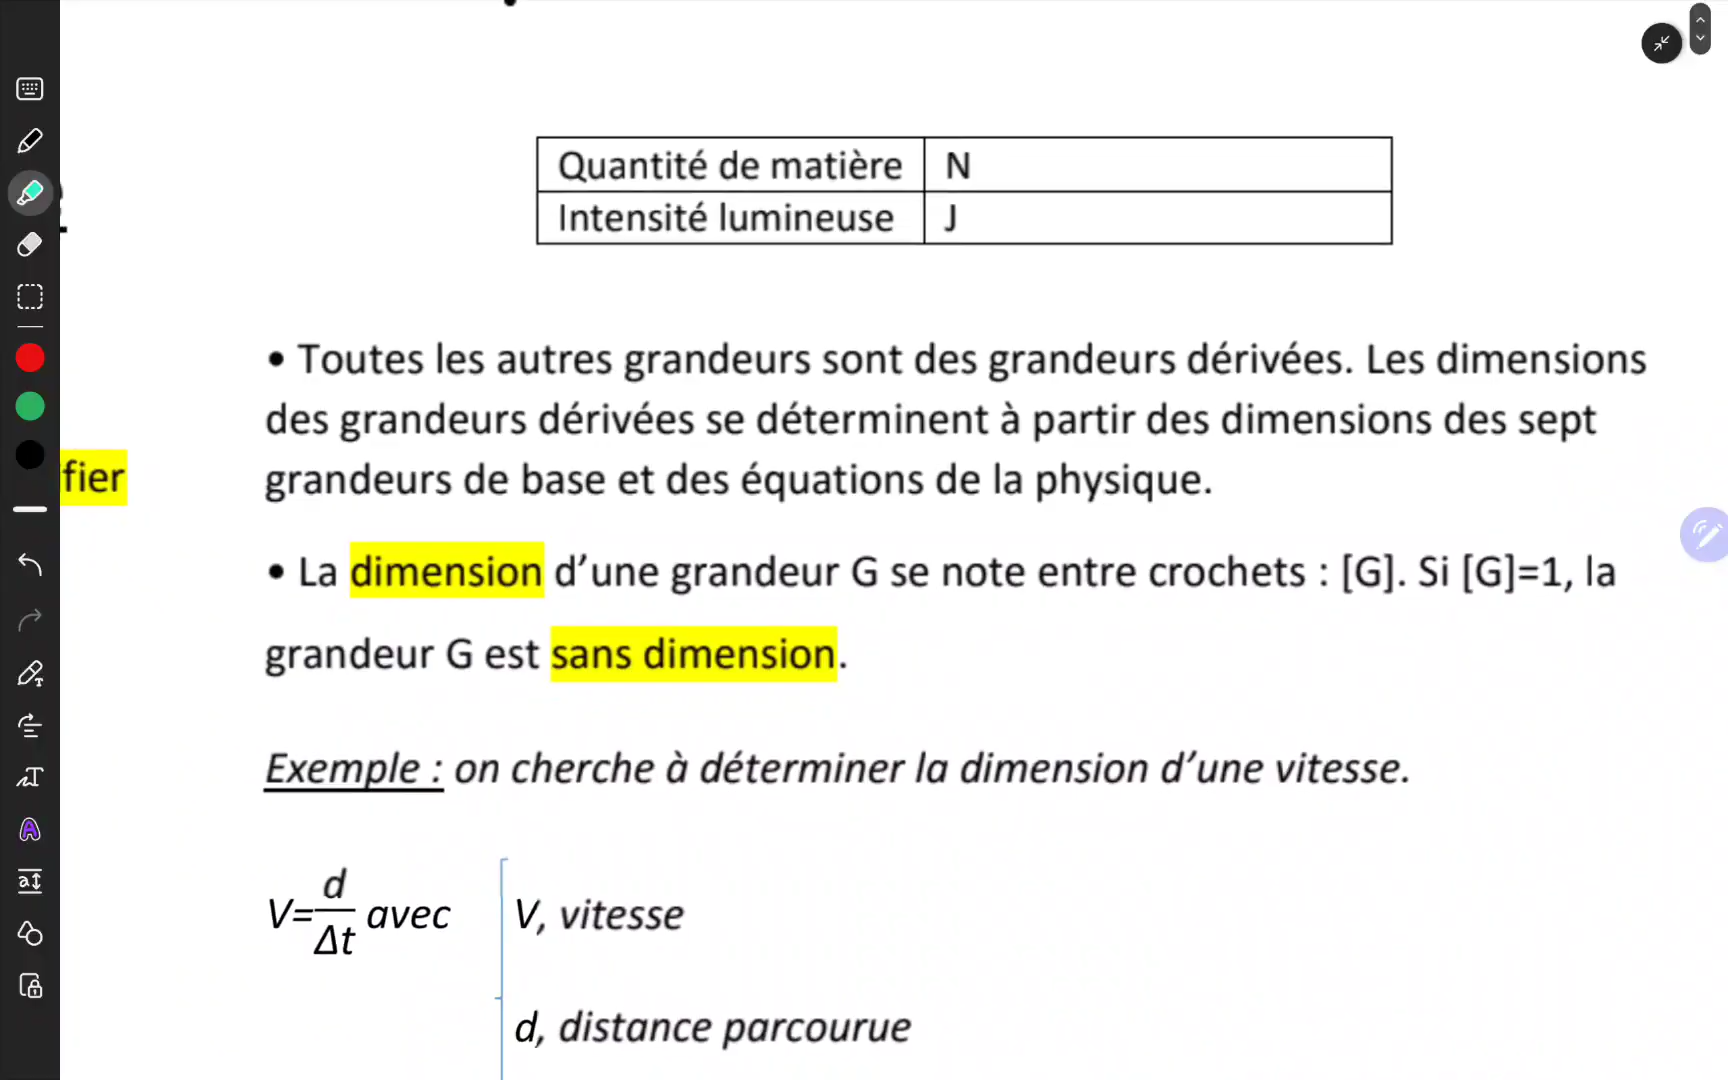 Quantité de matière N
Intensité lumineuse J
• Toutes les autres grandeurs sont des grandeurs dérivées. Les dimensions
des grandeurs dérivées se déterminent à partir des dimensions des sept
fier
grandeurs de base et des équations de la physique.
• La dimension d’une grandeur G se note entre crochets : [G]. Si [G]=1, la
grandeur G est sans dimension.
Exemple : on cherche à déterminer la dimension d’une vitesse.
V=d/Δt avec V, vitesse
d, distance parcourue